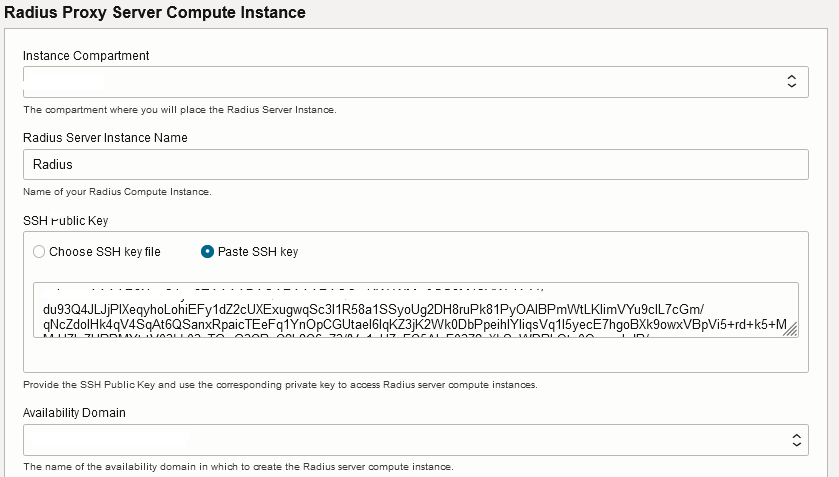 Radius Proxy Server Compute Instance
Instance Compartment
The compartment where you will place the Radius Server Instance.
Radius Server Instance Name
Radius
Name of your Radius Compute Instance.
SSH Public Key
Choose SSH key file
Paste SSH key
du93Q4JLJjPIXeqyhoLohiEFy1dZ2cUXExugwqSc3l1R58a1SSyoUg2DH8ruPk81PyOAIBPmWtLKlimVYu9clL7cGm/
qNcZdolHk4qV4SqAt6QSanxRpaicTEeFq1YnOpCGUtael6lqKZ3jK2Wk0DbPpeihlYliqsVq1l5yecE7hgoBXk9owxVBpVi5+rd+k5+M
Provide the SSH Public Key and use the corresponding private key to access Radius server compute instances.
Availability Domain
The name of the availability domain in which to create the Radius server compute instance.